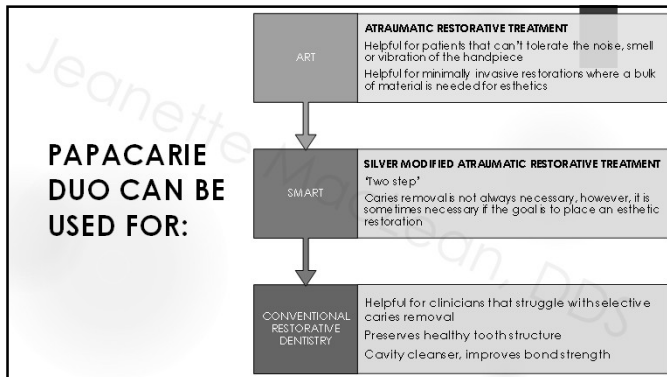 PAPACARIE
DUO CAN BE
USED FOR:
ART
ATRAUMATIC RESTORATIVE TREATMENT
Helpful for patients that can't tolerate the noise, smell
or vibration of the handpiece
Helpful for minimally invasive restorations where a bulk
of material is needed for esthetics
SMART
SILVER MODIFIED ATRAUMATIC RESTORATIVE TREATMENT
"Two step"
Caries removal is not always necessary, however, it is
sometimes necessary if the goal is to place an esthetic
restoration
CONVENTIONAL
RESTORATIVE
DENTISTRY
Helpful for clinicians that struggle with selective
caries removal
Preserves healthy tooth structure
Cavity cleanser, improves bond strength
Jeanette MacLean, DDS